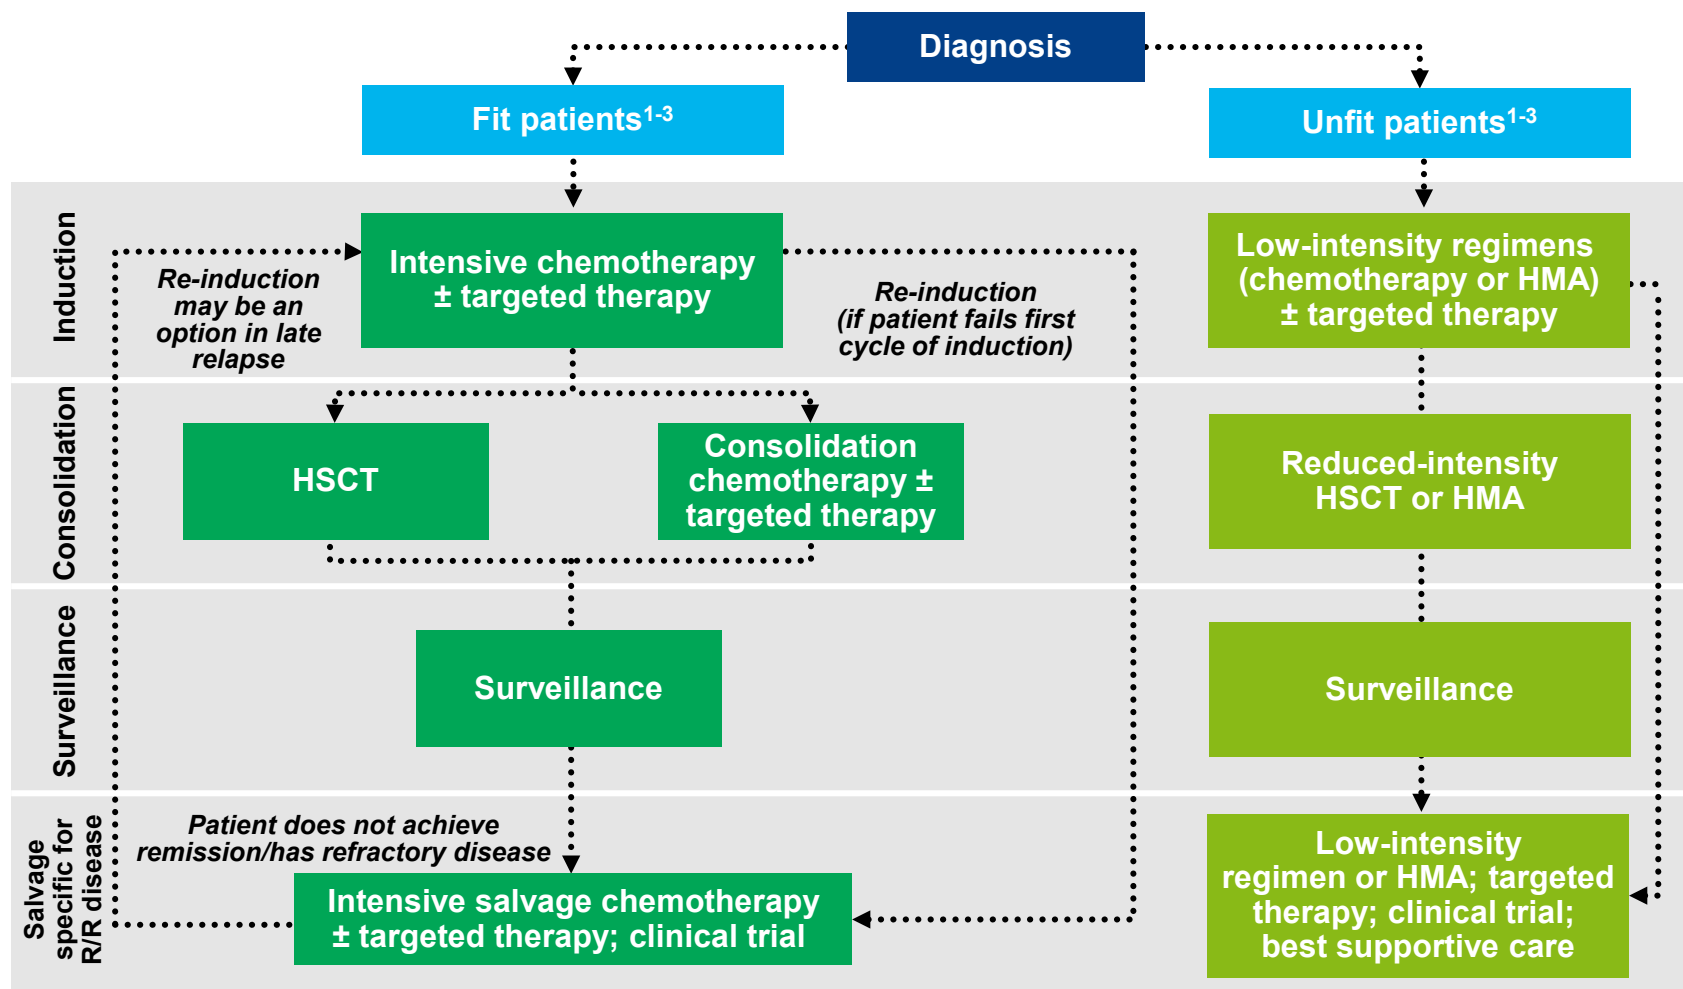 Diagnosis
Fit patients1-3
Unfit patients1-3
Induction
Re-induction
may be an
option in late
relapse
Intensive chemotherapy
± targeted therapy
Re-induction
(if patient fails first
cycle of induction)
Low-intensity regimens
(chemotherapy or HMA)
± targeted therapy
Consolidation
HSCT
Consolidation
chemotherapy ±
targeted therapy
Reduced-intensity
HSCT or HMA
Surveillance
Surveillance
Surveillance
Salvage
specific for
R/R disease
Patient does not achieve
remission/has refractory disease
Intensive salvage chemotherapy
± targeted therapy; clinical trial
Low-intensity
regimen or HMA; targeted
therapy; clinical trial;
best supportive care